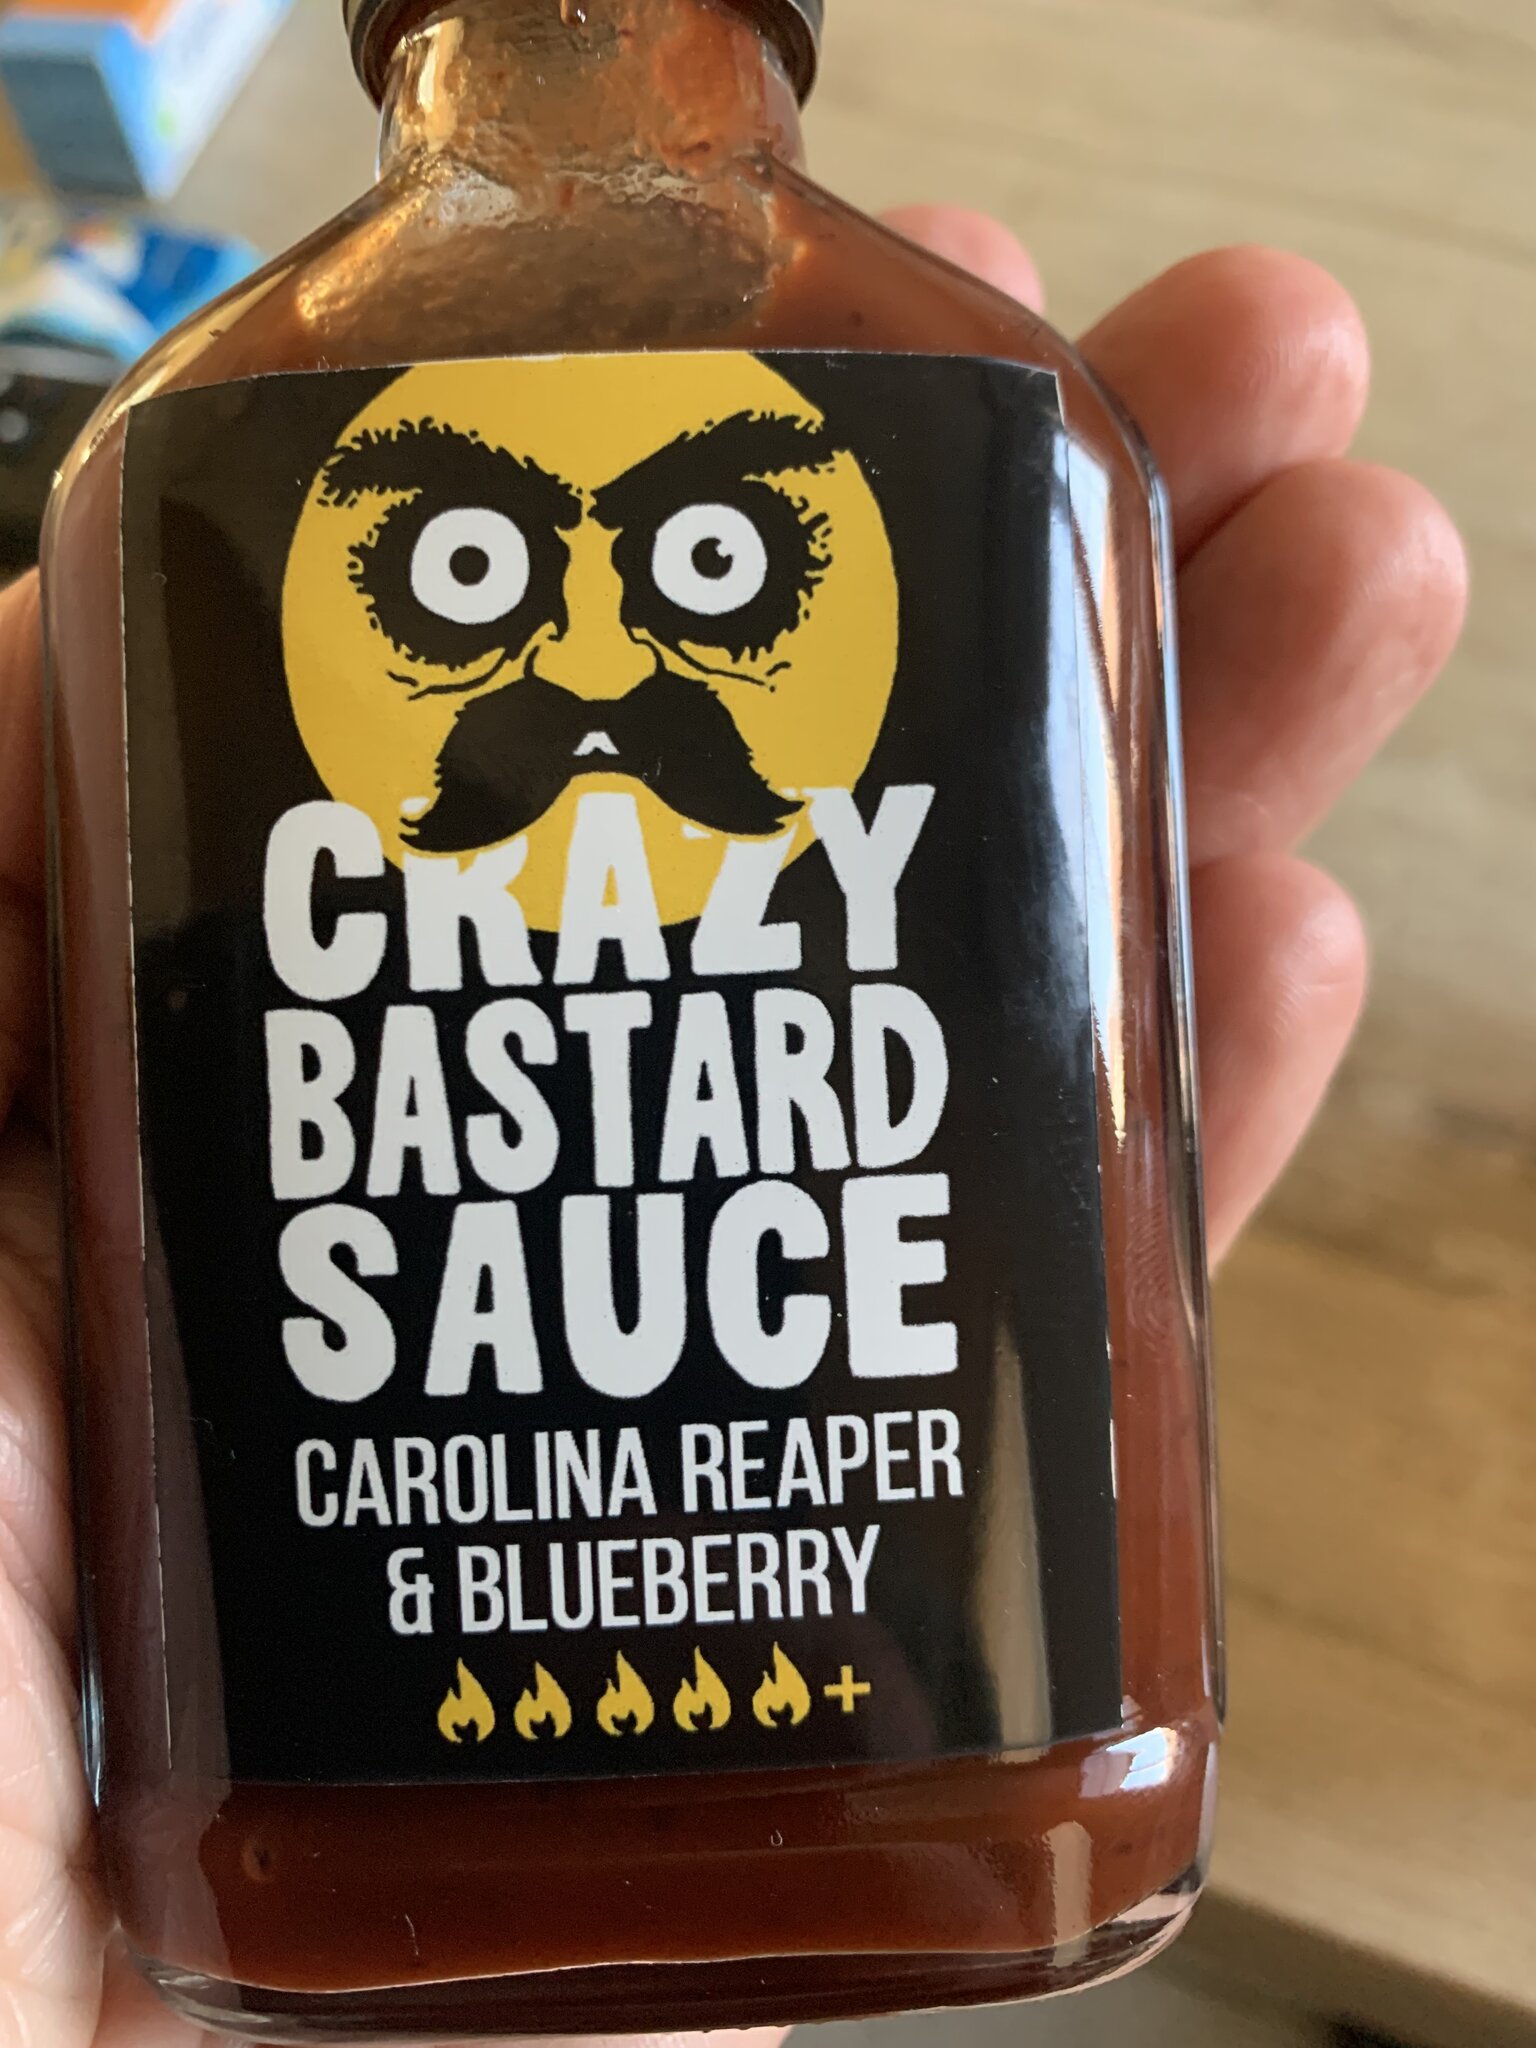 CRAZY
BASTARD
SAUCE
CAROLINA REAPER
& BLUEBERRY
+